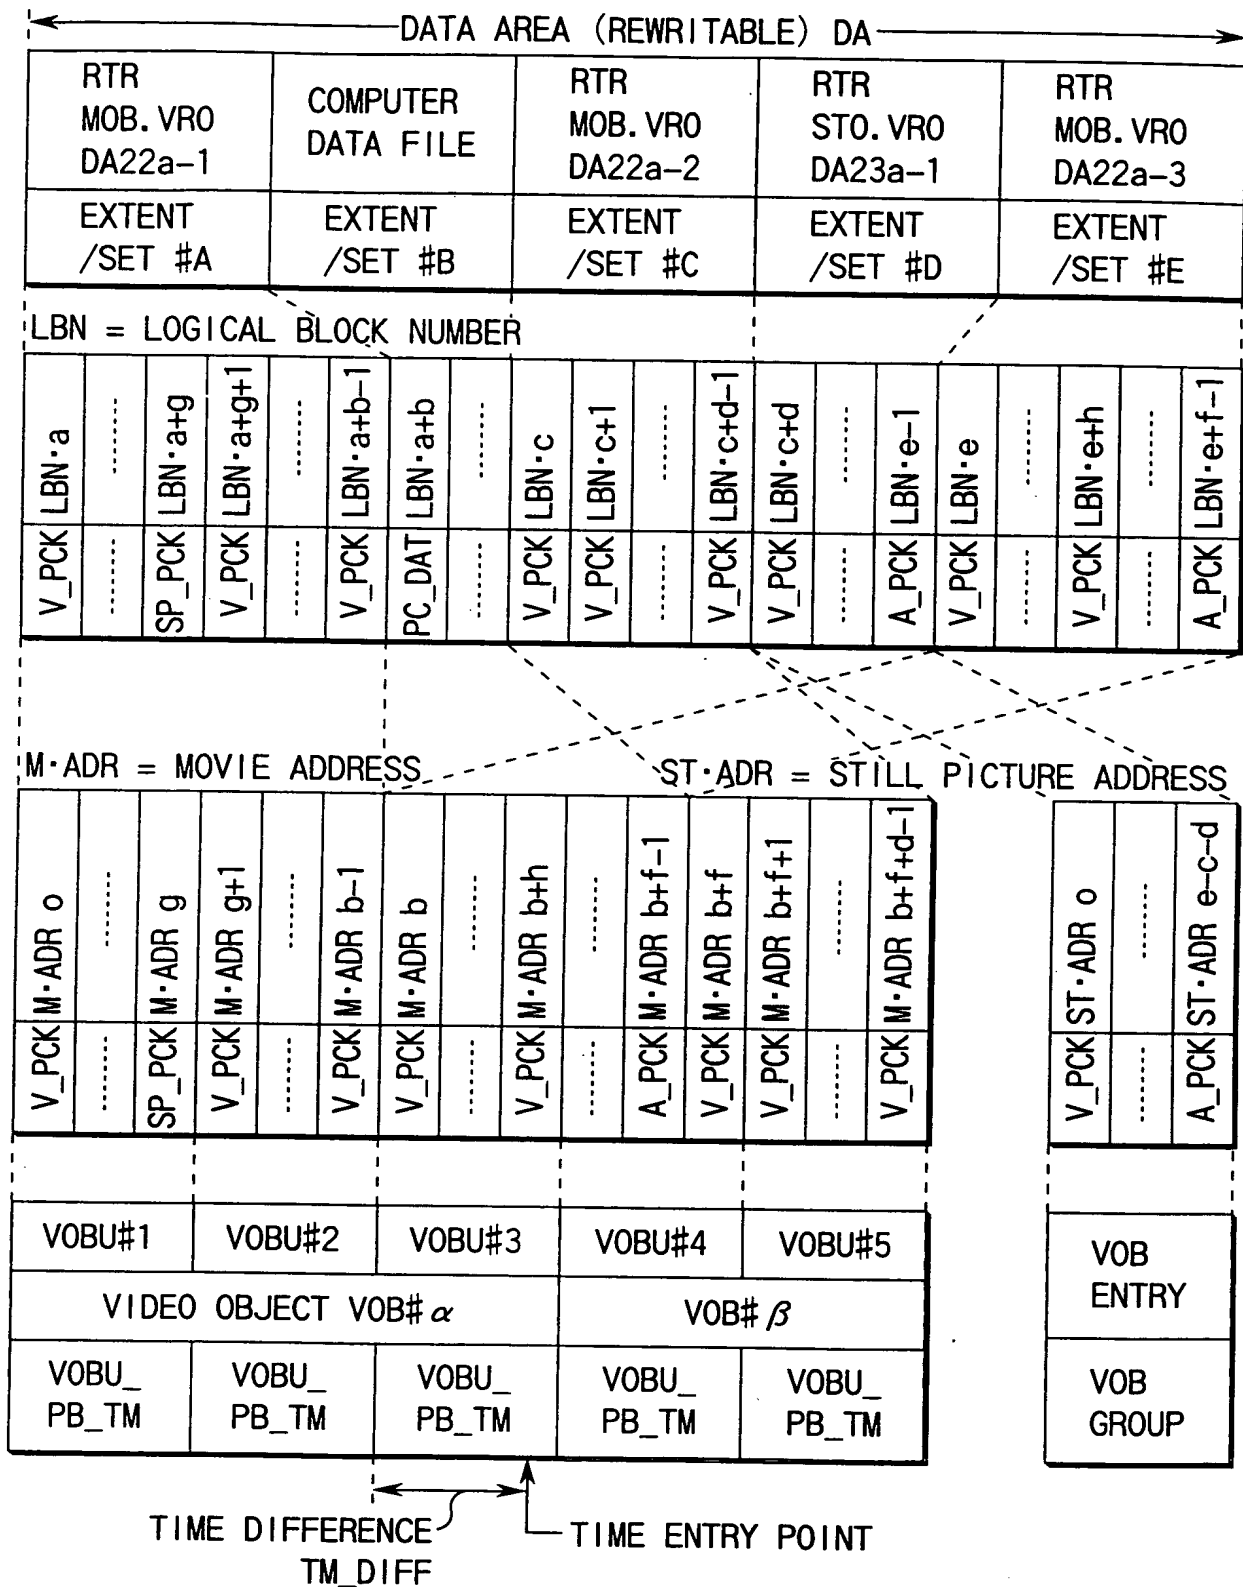 DATA AREA (REWRITABLE) DA
RTR MOB.VRO DA22a-1
COMPUTER DATA FILE
RTR MOB.VRO DA22a-2
RTR STO.VRO DA23a-1
RTR MOB.VRO DA22a-3
EXTENT /SET #A
EXTENT /SET #B
EXTENT /SET #C
EXTENT /SET #D
EXTENT /SET #E
LBN = LOGICAL BLOCK NUMBER
V_PCK LBN·a
SP_PCK LBN·a+g
V_PCK LBN·a+g+1
V_PCK LBN·a+b-1
PC_DAT LBN·a+b
V_PCK LBN·c
V_PCK LBN·c+1
V_PCK LBN·c+d-1
V_PCK LBN·c+d
A_PCK LBN·e-1
V_PCK LBN·e
V_PCK LBN·e+h
A_PCK LBN·e+f-1
M·ADR = MOVIE ADDRESS
ST·ADR = STILL PICTURE ADDRESS
V_PCK M·ADR o
SP_PCK M·ADR g
V_PCK M·ADR g+1
V_PCK M·ADR b-1
V_PCK M·ADR b
V_PCK M·ADR b+h
A_PCK M·ADR b+f-1
V_PCK M·ADR b+f
V_PCK M·ADR b+f+1
V_PCK M·ADR b+f+d-1
V_PCK ST·ADR o
A_PCK ST·ADR e-c-d
VOBU#1
VOBU#2
VOBU#3
VOBU#4
VOBU#5
VIDEO OBJECT VOB#α
VOB#β
VOB ENTRY
VOBU_ PB_TM
VOBU_ PB_TM
VOBU_ PB_TM
VOBU_ PB_TM
VOBU_ PB_TM
VOB GROUP
TIME DIFFERENCE TM_DIFF
TIME ENTRY POINT